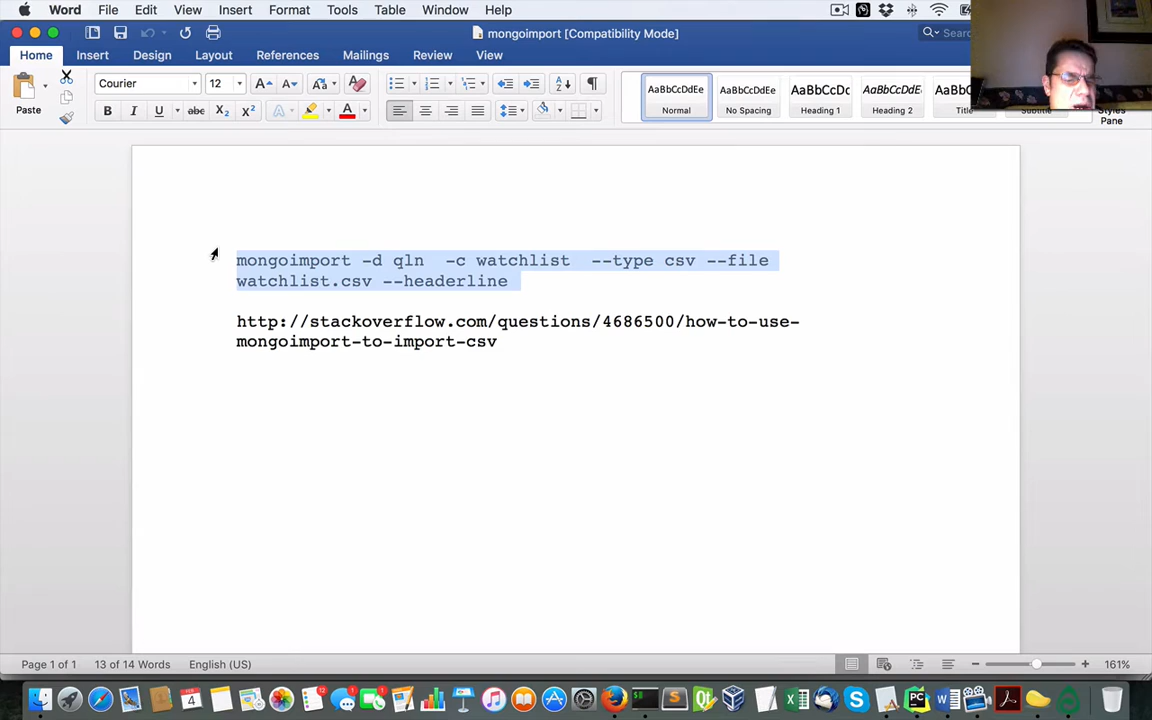 Word File Edit View Insert Format Tools Table Window Help
mongoimport [Compatibility Mode]
Home Insert Design Layout References Mailings Review View
Paste Courier 12
AaBbCcDdEe AaBbCcDdEe AaBbCcDc AaBbCcDdEe
Normal No Spacing Heading 1 Heading 2 Title Subtitle Styles
Pane
mongoimport -d qln -c watchlist --type csv --file
watchlist.csv --headerline
http://stackoverflow.com/questions/4686500/how-to-use-
mongoimport-to-import-csv
Page 1 of 1 13 of 14 Words English (US) 161%